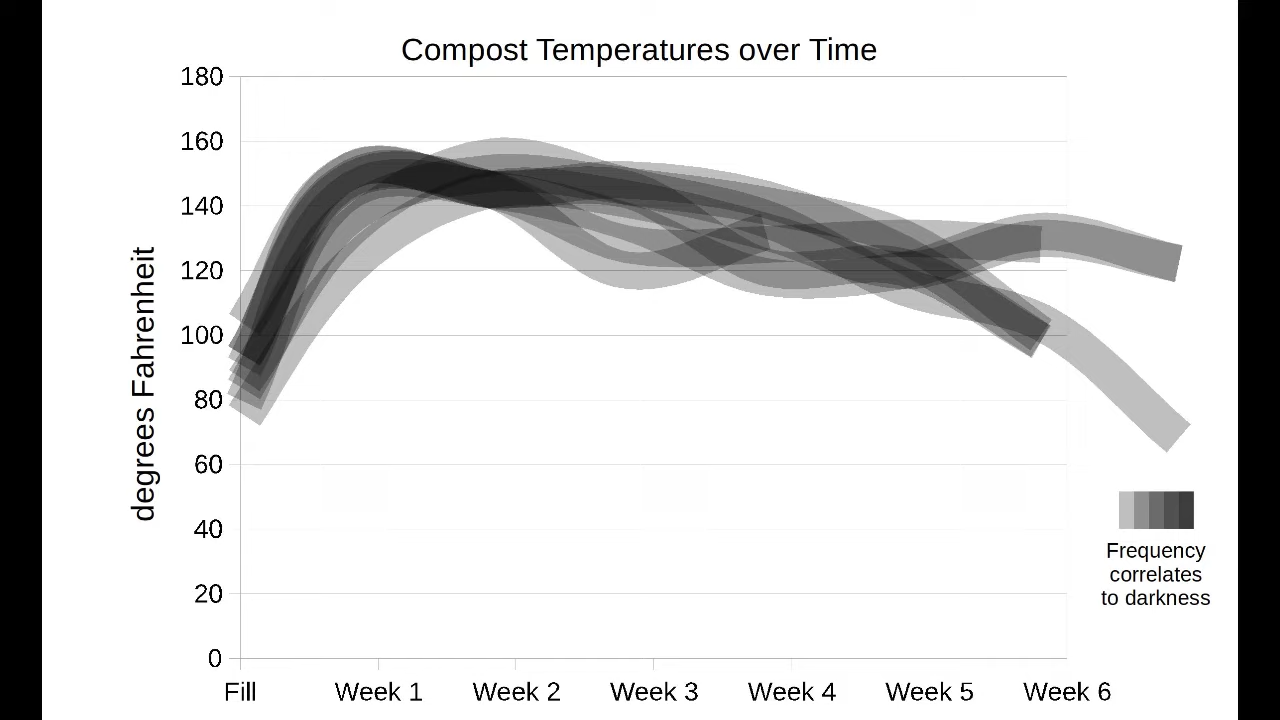 Compost Temperatures over Time
degrees Fahrenheit
180
160
140
120
100
80
60
40
20
0
Fill Week 1 Week 2 Week 3 Week 4 Week 5 Week 6
Frequency
correlates
to darkness